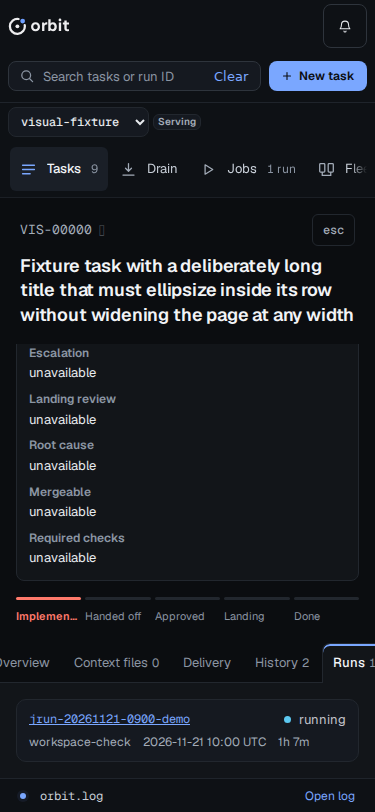 orbit
Search tasks or run ID Clear
+ New task
visual-fixture Serving
Tasks 9 Drain Jobs 1 run
VIS-00000 esc
Fixture task with a deliberately long
title that must ellipsize inside its row
without widening the page at any width
Escalation
unavailable
Landing review
unavailable
Root cause
unavailable
Mergeable
unavailable
Required checks
unavailable
Implemen… Handed off Approved Landing Done
Overview Context files 0 Delivery History 2 Runs 1
jrun-20261121-0900-demo running
workspace-check 2026-11-21 10:00 UTC 1h 7m
orbit.log Open log